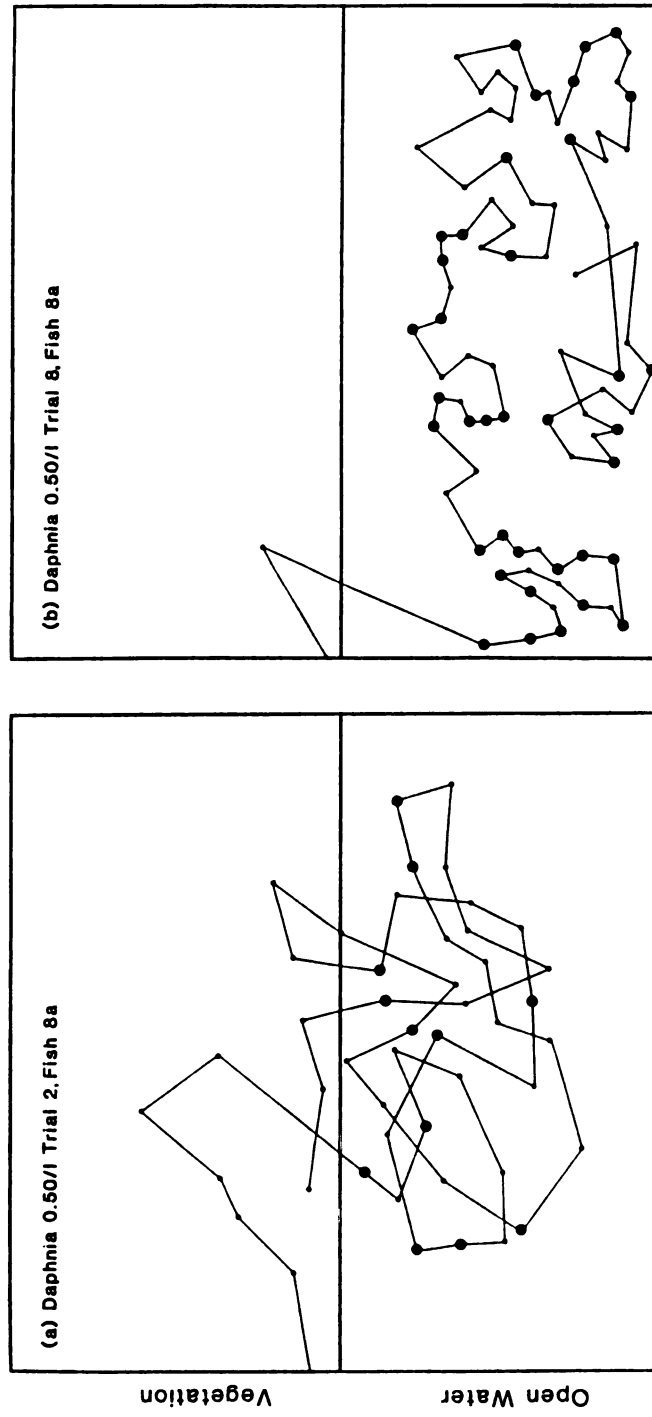 (a) Daphnia 0.50/l Trial 2, Fish 8a
(b) Daphnia 0.50/l Trial 8, Fish 8a
Vegetation
Open Water